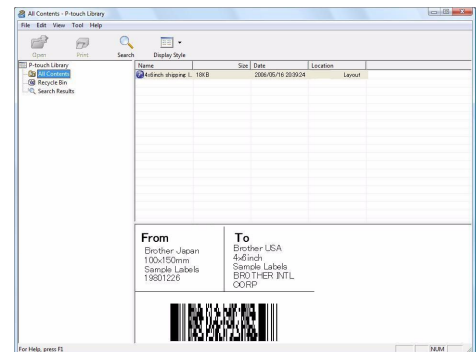 All Contents - P-touch Library
File Edit View Tool Help
Open Print Search Display Style
P-touch Library
All Contents
Recycle Bin
Search Results
Name Size Date Location
4x6inch shipping l... 18KB 2006/05/16 20:39:24 Layout
From
Brother Japan
100x150mm
Sample Labels
19801226
To
Brother USA
4x6inch
Sample Labels
BROTHER INTL
CORP
For Help, press F1
NUM